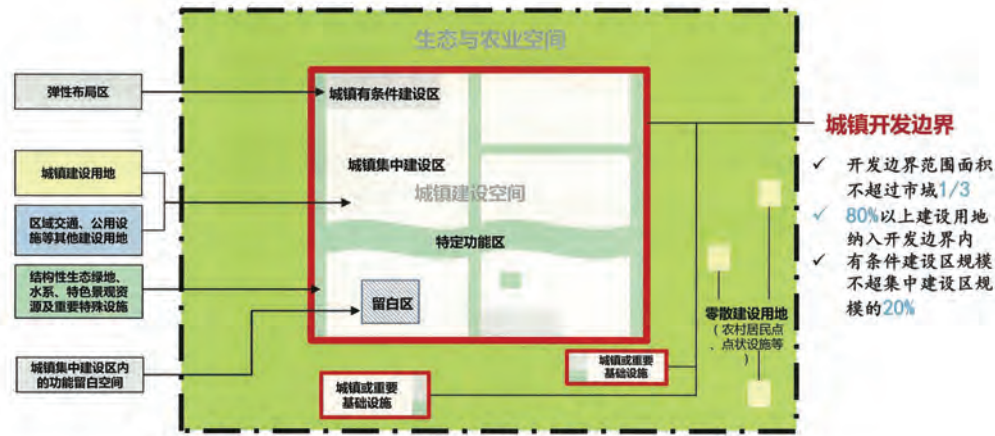 生态与农业空间
弹性布局区
城镇建设用地
区域交通、公用设
施等其他建设用地
结构性生态绿地、
水系、特色景观资
源及重要特殊设施
城镇集中建设区内
的功能留白空间
城镇有条件建设区
城镇集中建设区
城镇建设空间
特定功能区
留白区
城镇或重要
基础设施
城镇或重要
基础设施
零散建设用地
（农村居民点
、点状设施等
）
城镇开发边界
✓ 开发边界范围面积
不超过市域1/3
✓ 80%以上建设用地
纳入开发边界内
✓ 有条件建设区规模
不超集中建设区规
模的20%